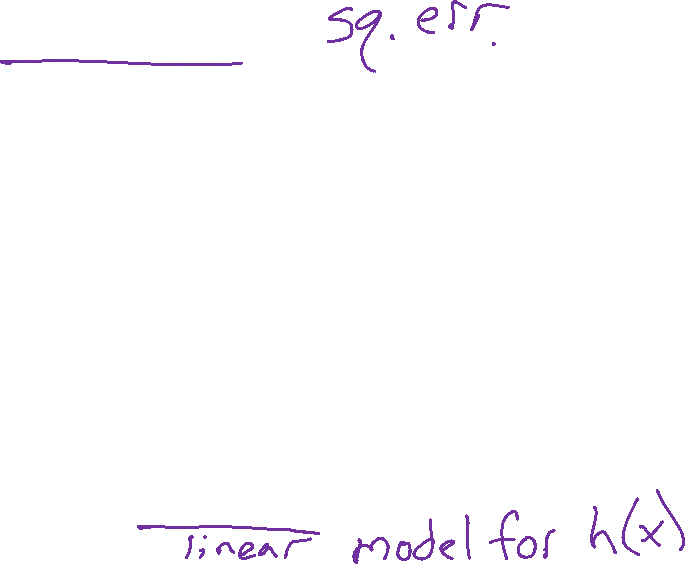 sq. err.
linear model for h(x)